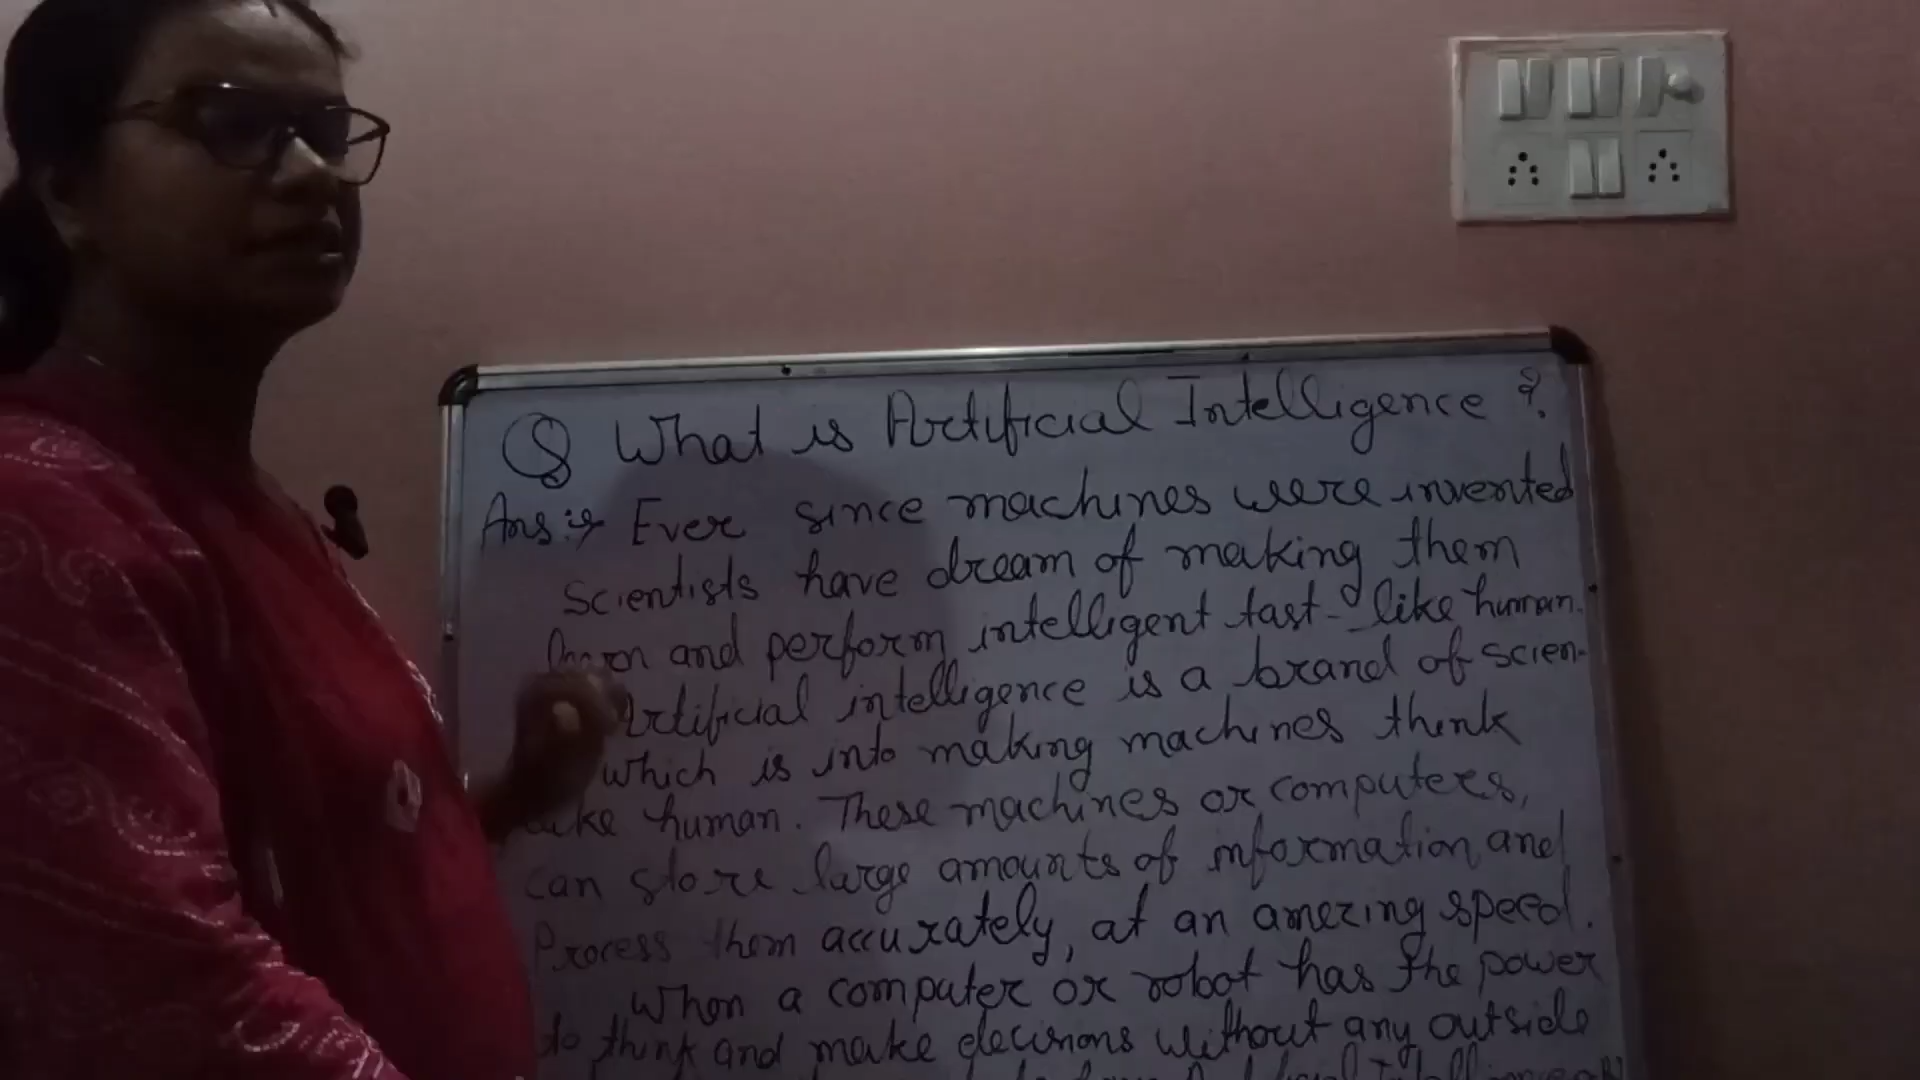 Q What is Artificial Intelligence ?
Ans:- Ever since machines were invented
scientists have dream of making them
learn and perform intelligent tast - like human.
Artificial intelligence is a brand of scien-
which is into making machines think
like human. These machines or computers,
can store large amounts of information and
Process them accurately, at an amezing speed.
When a computer or robot has the power
to think and make decisions without any outside